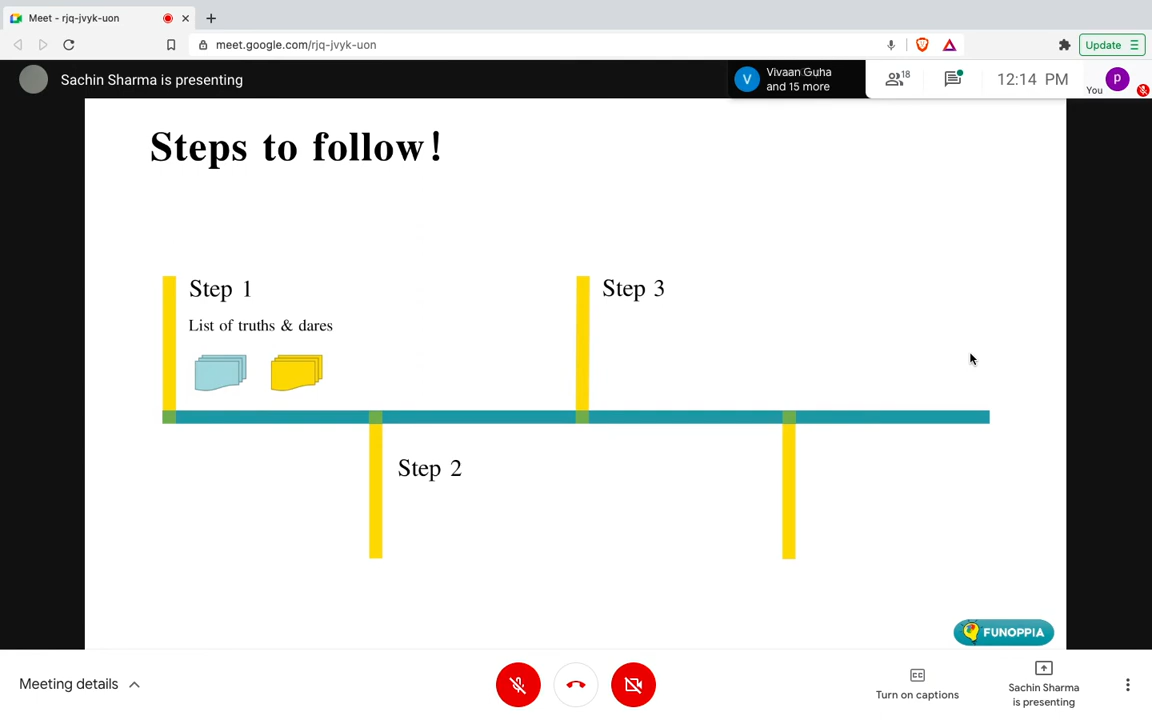 Meet - rjq-jvyk-uon
meet.google.com/rjq-jvyk-uon
Update
Sachin Sharma is presenting
V
Vivaan Guha
and 15 more
18
12:14 PM
You
p
Steps to follow!
Step 1
List of truths & dares
Step 3
Step 2
FUNOPPIA
Meeting details
CC
Turn on captions
Sachin Sharma
is presenting